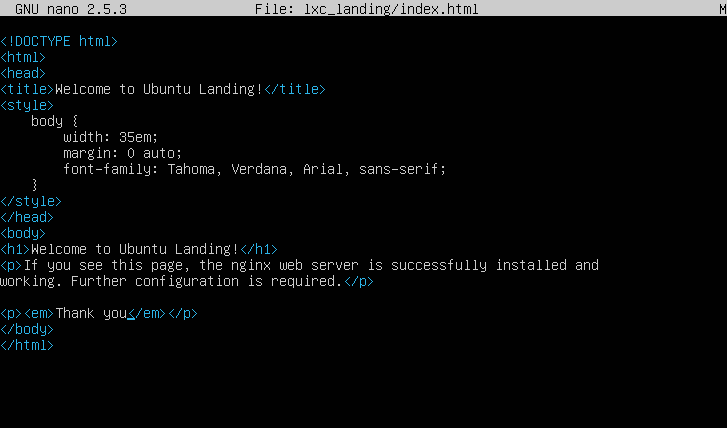 GNU nano 2.5.3 File: lxc_landing/index.html M
<!DOCTYPE html>
<html>
<head>
<title>Welcome to Ubuntu Landing!</title>
<style>
    body {
        width: 35em;
        margin: 0 auto;
        font-family: Tahoma, Verdana, Arial, sans-serif;
    }
</style>
</head>
<body>
<h1>Welcome to Ubuntu Landing!</h1>
<p>If you see this page, the nginx web server is successfully installed and
working. Further configuration is required.</p>
<p><em>Thank you</em></p>
</body>
</html>